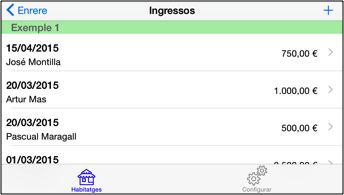 Enrere Ingressos +
Exemple 1
15/04/2015
José Montilla 750,00 €
20/03/2015
Artur Mas 1.000,00 €
20/03/2015
Pascual Maragall 500,00 €
01/03/2015
Habitatges Configurar